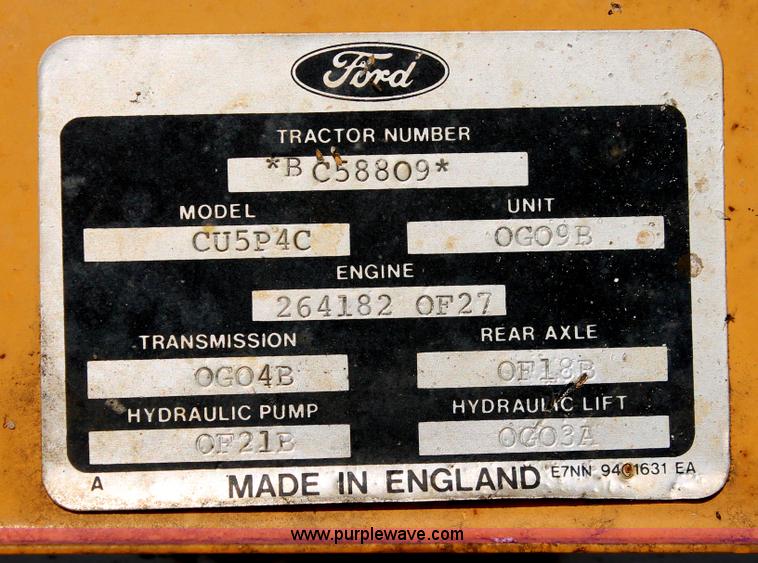 Ford
TRACTOR NUMBER
*B C58809*
MODEL UNIT
CU5P4C 0G09B
ENGINE
264182 0F27
TRANSMISSION REAR AXLE
0G04B 0F18B
HYDRAULIC PUMP HYDRAULIC LIFT
0F21B 0G03A
A MADE IN ENGLAND E7NN 94C1631 EA
www.purplewave.com